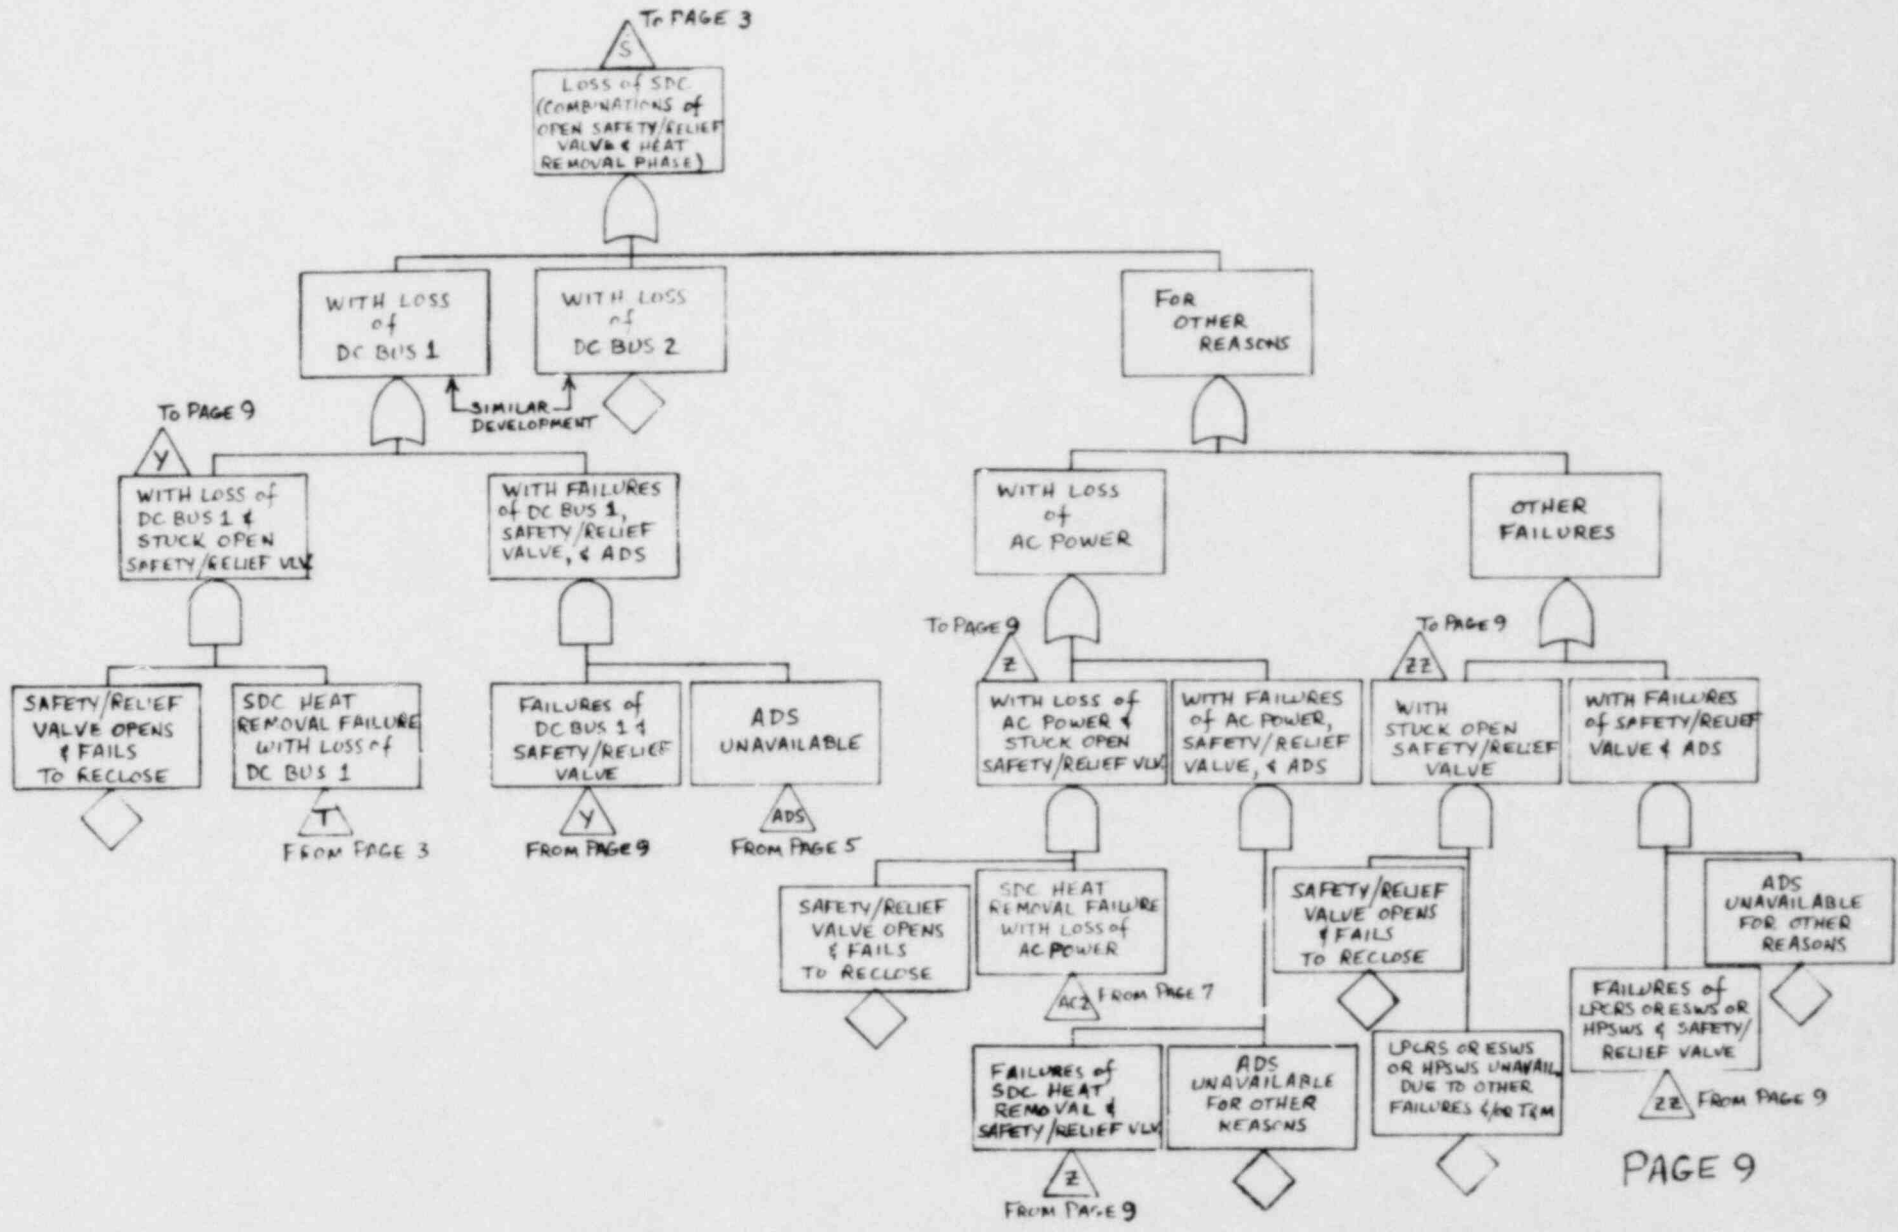 To PAGE 3
S
LOSS of SDC
(COMBINATIONS of
OPEN SAFETY/RELIEF
VALVE & HEAT
REMOVAL PHASE)
WITH LOSS
of
DC BUS 1
WITH LOSS
of
DC BUS 2
FOR
OTHER
REASONS
SIMILAR
DEVELOPMENT
To PAGE 9
Y
WITH LOSS of
DC BUS 1 &
STUCK OPEN
SAFETY/RELIEF VLV
WITH FAILURES
of DC BUS 1,
SAFETY/RELIEF
VALVE, & ADS
WITH LOSS
of
AC POWER
OTHER
FAILURES
SAFETY/RELIEF
VALVE OPENS
& FAILS
TO RECLOSE
SDC HEAT
REMOVAL FAILURE
WITH LOSS of
DC BUS 1
T
FROM PAGE 3
FAILURES of
DC BUS 1 &
SAFETY/RELIEF
VALVE
Y
FROM PAGE 9
ADS
UNAVAILABLE
ADS
FROM PAGE 5
To PAGE 9
Z
WITH LOSS of
AC POWER &
STUCK OPEN
SAFETY/RELIEF VLV
WITH FAILURES
of AC POWER,
SAFETY/RELIEF
VALVE, & ADS
To PAGE 9
ZZ
WITH
STUCK OPEN
SAFETY/RELIEF
VALVE
WITH FAILURES
of SAFETY/RELIEF
VALVE & ADS
SAFETY/RELIEF
VALVE OPENS
& FAILS
TO RECLOSE
SDC HEAT
REMOVAL FAILURE
WITH LOSS of
AC POWER
AC2
FROM PAGE 7
SAFETY/RELIEF
VALVE OPENS
& FAILS
TO RECLOSE
ADS
UNAVAILABLE
FOR OTHER
REASONS
FAILURES of
LPCRS OR ESWS OR
HPSWS & SAFETY/
RELIEF VALVE
ZZ
FROM PAGE 9
FAILURES of
SDC HEAT
REMOVAL &
SAFETY/RELIEF VLV
Z
FROM PAGE 9
ADS
UNAVAILABLE
FOR OTHER
REASONS
LPCRS OR ESWS
OR HPSWS UNAVAIL.
DUE TO OTHER
FAILURES &/OR T&M
PAGE 9